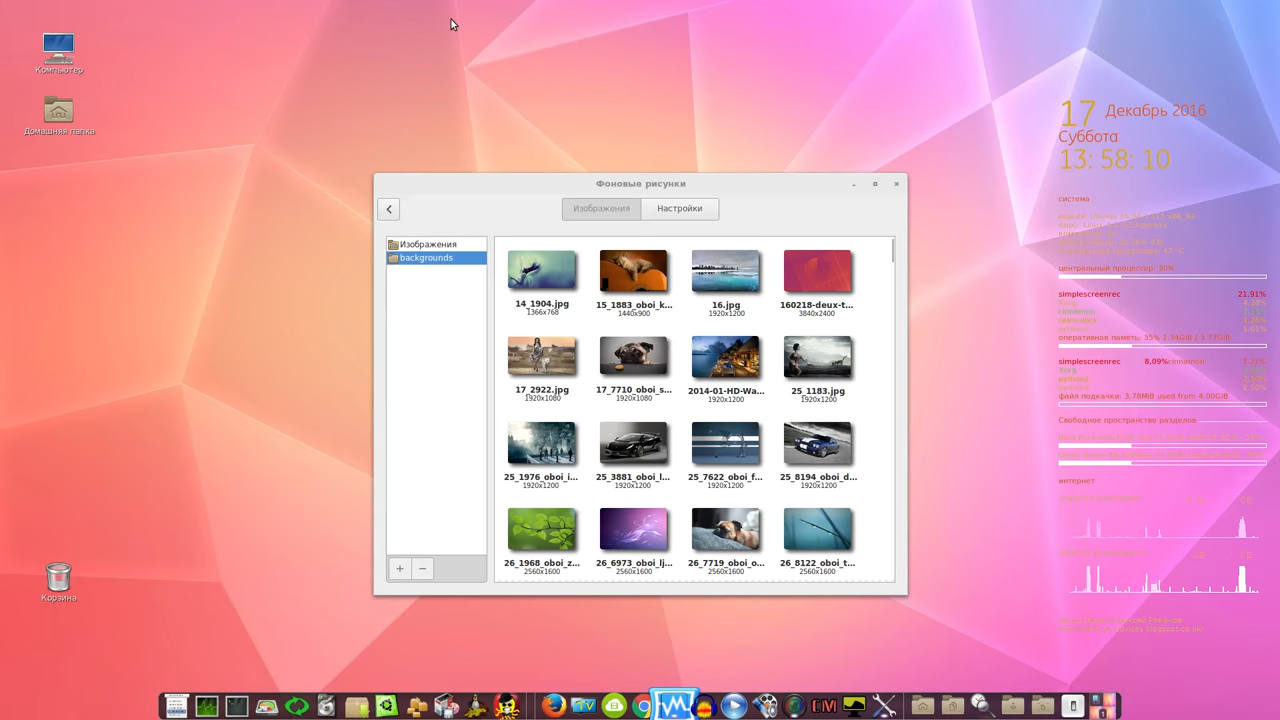 Компьютер
Домашняя папка
Корзина
Фоновые рисунки
Изображения
Настройки
Изображения
backgrounds
14_1904.jpg
1366x768
15_1883_oboi_k...
1440x900
16.jpg
1920x1200
160218-deux-t...
3840x2400
17_2922.jpg
1920x1080
17_7710_oboi_s...
1920x1080
2014-01-HD-Wa...
1920x1200
25_1183.jpg
1920x1200
25_1976_oboi_i...
1920x1200
25_3881_oboi_l...
1920x1200
25_7622_oboi_f...
1920x1200
25_8194_oboi_d...
1920x1200
26_1968_oboi_z...
2560x1600
26_6973_oboi_lj...
2560x1600
26_7719_oboi_o...
2560x1600
26_8122_oboi_t...
2560x1600
17 Декабрь 2016
Суббота
13: 58: 10
система
центральный процессор: 30%
simplescreenrec 21,91%
оперативная память: 35% 1.34GiB / 3.77GiB
simplescreenrec 8,09%
файл подкачки: 3,78MiB used from 4,00GiB
Свободное пространство разделов
интернет